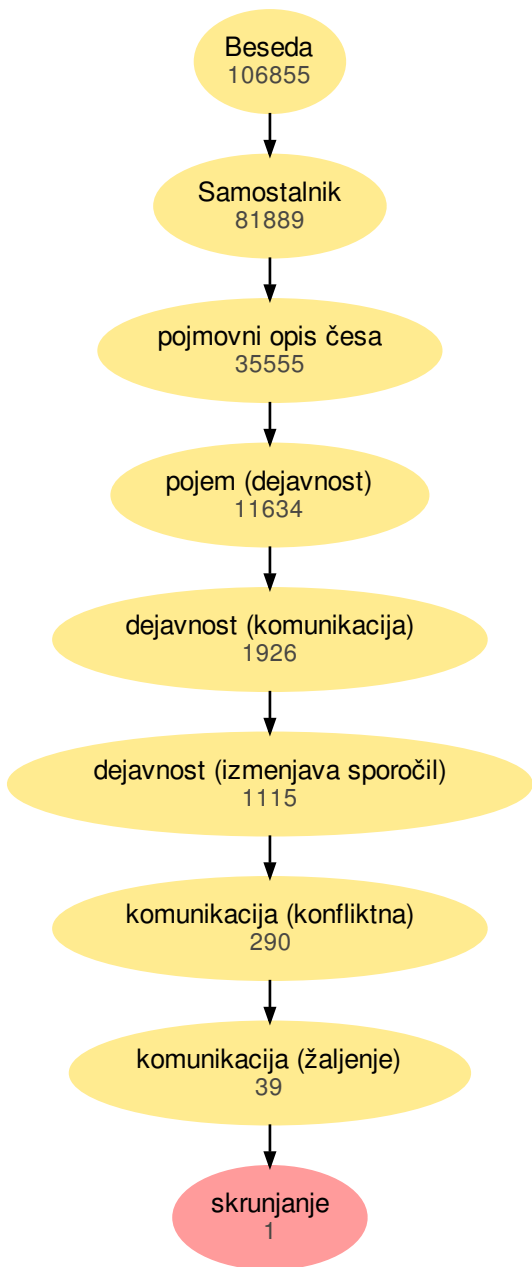 Beseda
106855
Samostalnik
81889
pojmovni opis česa
35555
pojem (dejavnost)
11634
dejavnost (komunikacija)
1926
dejavnost (izmenjava sporočil)
1115
komunikacija (konfliktna)
290
komunikacija (žaljenje)
39
skrunjanje
1